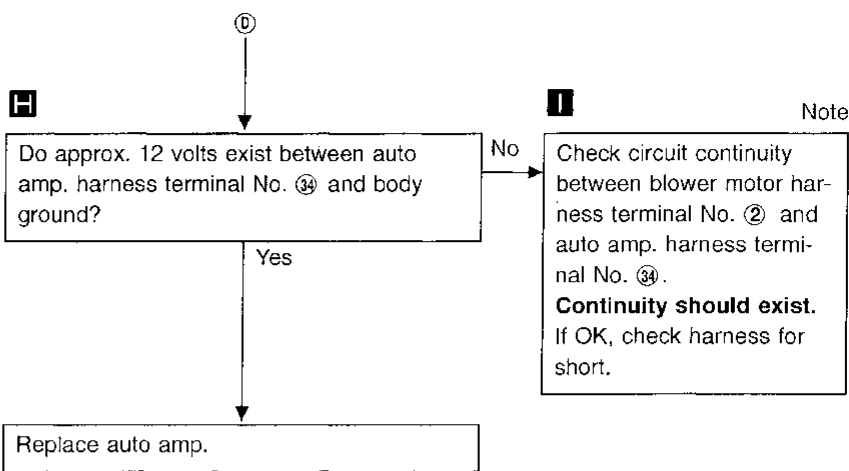 Ⓓ
H
Do approx. 12 volts exist between auto
amp. harness terminal No. ㉞ and body
ground?
No
I
Note
Check circuit continuity
between blower motor har-
ness terminal No. ② and
auto amp. harness termi-
nal No. ㉞.
Continuity should exist.
If OK, check harness for
short.
Yes
Replace auto amp.